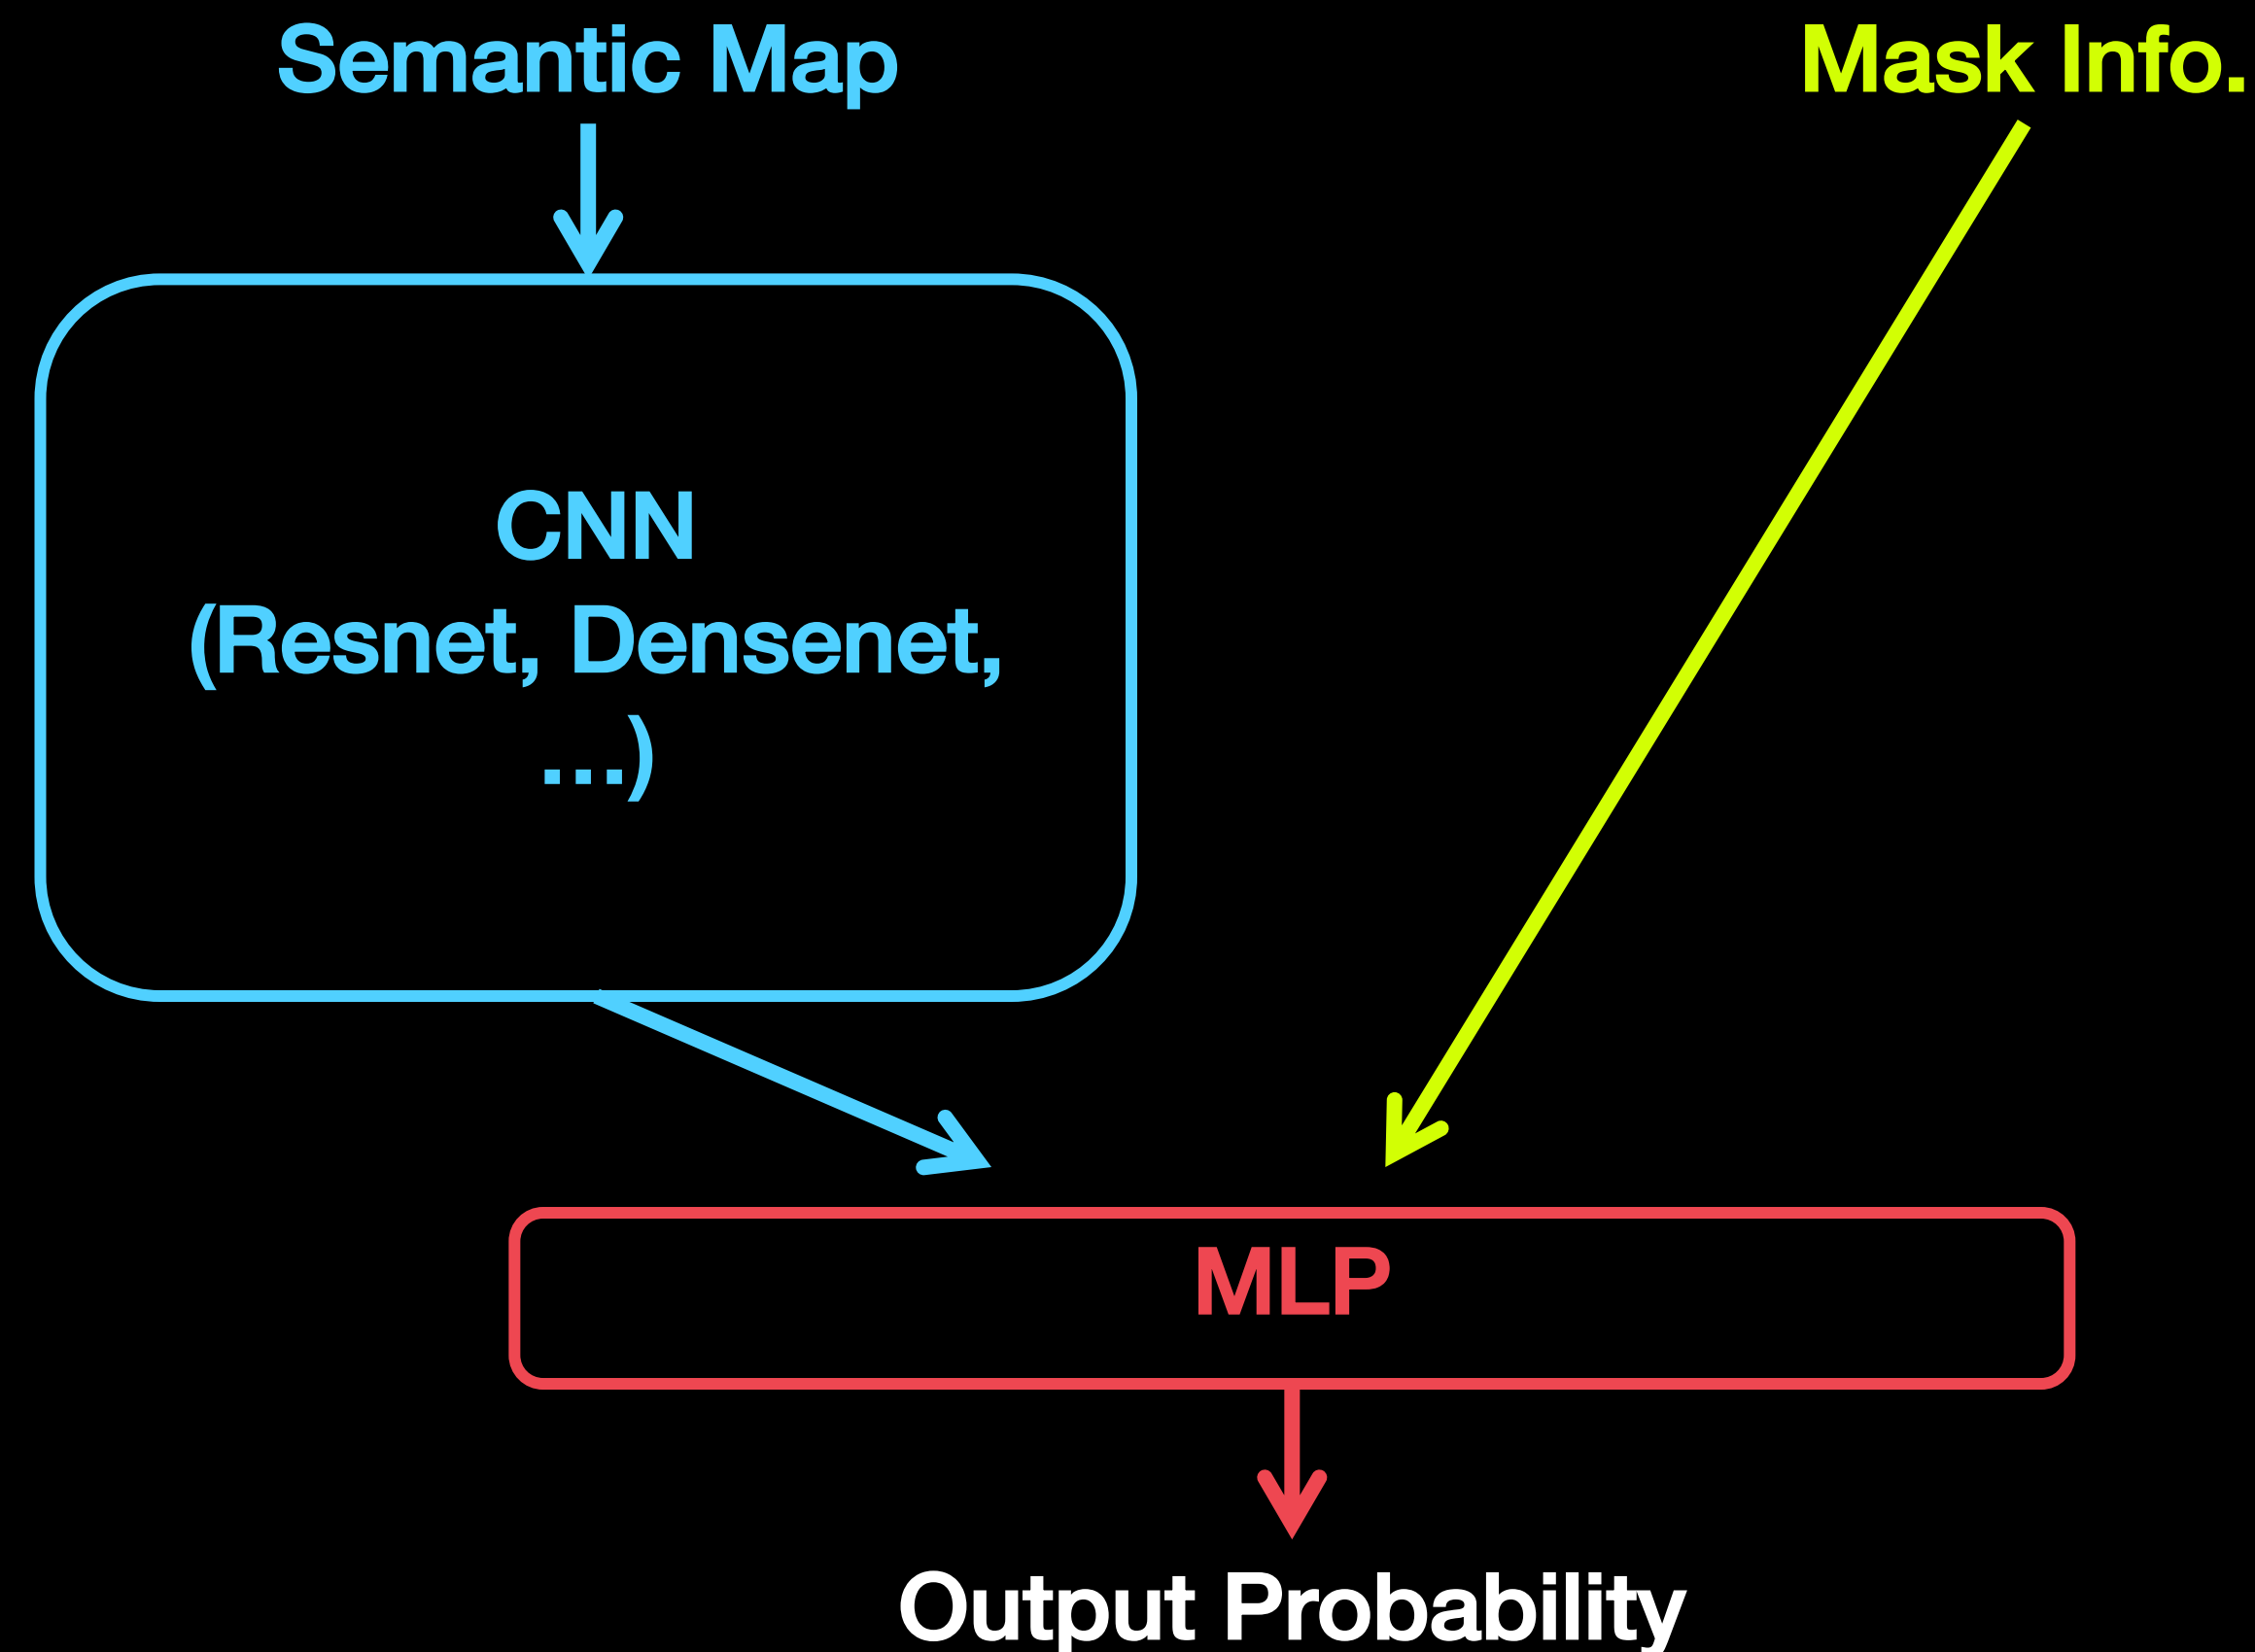 Semantic Map
Mask Info.
CNN
(Resnet, Densenet,
...)
MLP
Output Probability